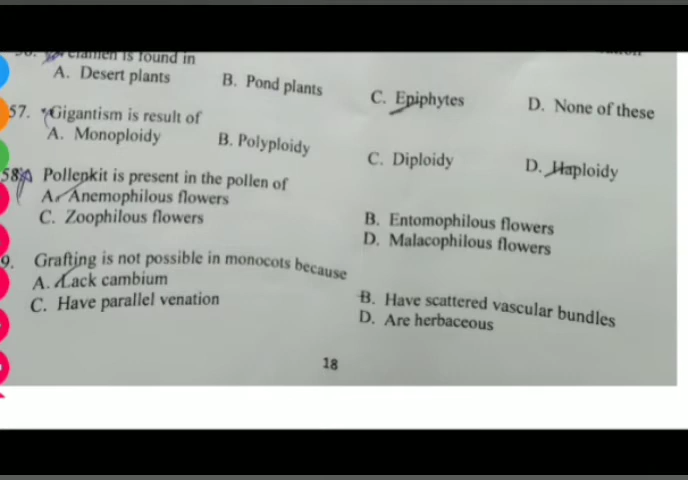 is found in
A. Desert plants B. Pond plants C. Epiphytes D. None of these
57. Gigantism is result of
A. Monoploidy B. Polyploidy C. Diploidy D. Haploidy
58. Pollenkit is present in the pollen of
A. Anemophilous flowers B. Entomophilous flowers
C. Zoophilous flowers D. Malacophilous flowers
9. Grafting is not possible in monocots because
A. Lack cambium B. Have scattered vascular bundles
C. Have parallel venation D. Are herbaceous
18